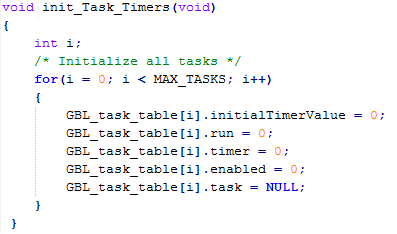 void init_Task_Timers(void)
{
    int i;
    /* Initialize all tasks */
    for(i = 0; i < MAX_TASKS; i++)
    {
        GBL_task_table[i].initialTimerValue = 0;
        GBL_task_table[i].run = 0;
        GBL_task_table[i].timer = 0;
        GBL_task_table[i].enabled = 0;
        GBL_task_table[i].task = NULL;
    }
}